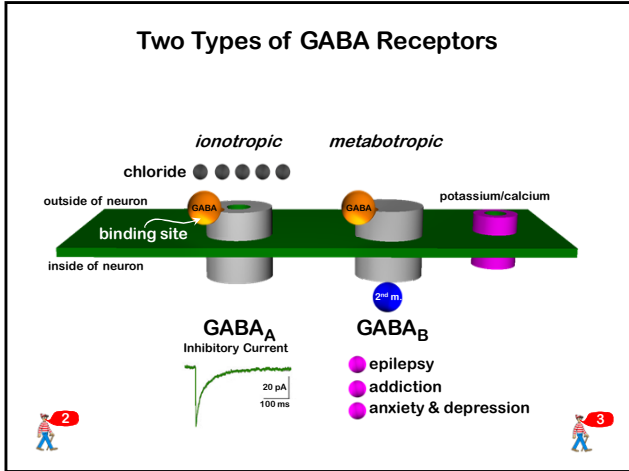 Two Types of GABA Receptors
ionotropic
metabotropic
chloride
outside of neuron
GABA
GABA
potassium/calcium
binding site
inside of neuron
2nd m.
GABAA
GABAB
Inhibitory Current
20 pA
100 ms
epilepsy
addiction
anxiety & depression
2
3